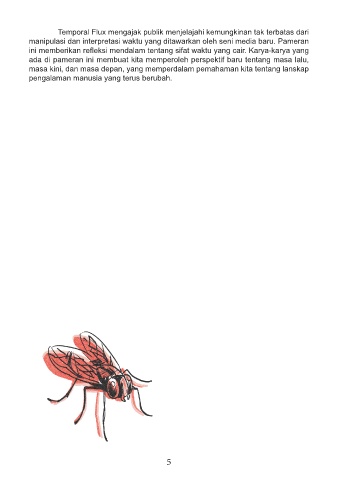 Temporal Flux mengajak publik menjelajahi kemungkinan tak terbatas dari
manipulasi dan interpretasi waktu yang ditawarkan oleh seni media baru. Pameran
ini memberikan refleksi mendalam tentang sifat waktu yang cair. Karya-karya yang
ada di pameran ini membuat kita memperoleh perspektif baru tentang masa lalu,
masa kini, dan masa depan, yang memperdalam pemahaman kita tentang lanskap
pengalaman manusia yang terus berubah.
5